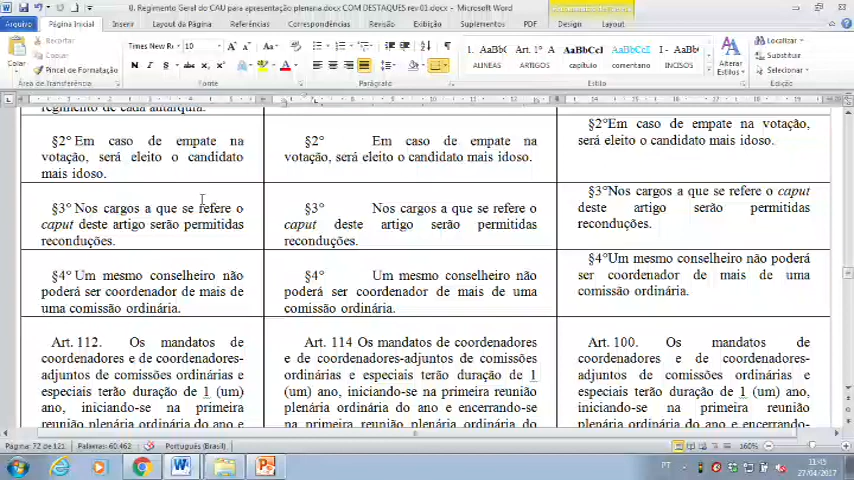 0. Regimento Geral do CAU para apresentação plenaria.docx COM DESTAQUES rev 01.docx - Microsoft Word
Arquivo Página Inicial Inserir Layout da Página Referências Correspondências Revisão Exibição Suplementos PDF Design Layout
Colar
Recortar
Copiar
Pincel de Formatação
Área de Transferência
Times New Ro 10
N I S
Fonte
Parágrafo
1. AaBbC Art. 1º A AaBbCcI AaBbCc I - AaBb
ALINEAS ARTIGOS capítulo comentario INCISOS
Estilo
Alterar Estilos
Localizar
Substituir
Selecionar
Edição
regimento de cada autarquia.
§2º Em caso de empate na
votação, será eleito o candidato
mais idoso.
§2º Em caso de empate na
votação, será eleito o candidato mais idoso.
§2ºEm caso de empate na votação,
será eleito o candidato mais idoso.
§3º Nos cargos a que se refere o
caput deste artigo serão permitidas
reconduções.
§3º Nos cargos a que se refere o
caput deste artigo serão permitidas
reconduções.
§3ºNos cargos a que se refere o caput
deste artigo serão permitidas
reconduções.
§4º Um mesmo conselheiro não
poderá ser coordenador de mais de
uma comissão ordinária.
§4º Um mesmo conselheiro não
poderá ser coordenador de mais de uma
comissão ordinária.
§4ºUm mesmo conselheiro não poderá
ser coordenador de mais de uma
comissão ordinária.
Art. 112. Os mandatos de
coordenadores e de coordenadores-
adjuntos de comissões ordinárias e
especiais terão duração de 1 (um)
ano, iniciando-se na primeira
reunião plenária ordinária do ano e
Art. 114 Os mandatos de coordenadores
e de coordenadores-adjuntos de comissões
ordinárias e especiais terão duração de 1
(um) ano, iniciando-se na primeira reunião
plenária ordinária do ano e encerrando-se
na primeira reunião plenária ordinária do
Art. 100. Os mandatos de
coordenadores e de coordenadores-
adjuntos de comissões ordinárias e
especiais terão duração de 1 (um) ano,
iniciando-se na primeira reunião
plenária ordinária do ano e encerrando-
Página: 72 de 121 Palavras: 60.462 Português (Brasil) 160%
PT 11:45
27/04/2017